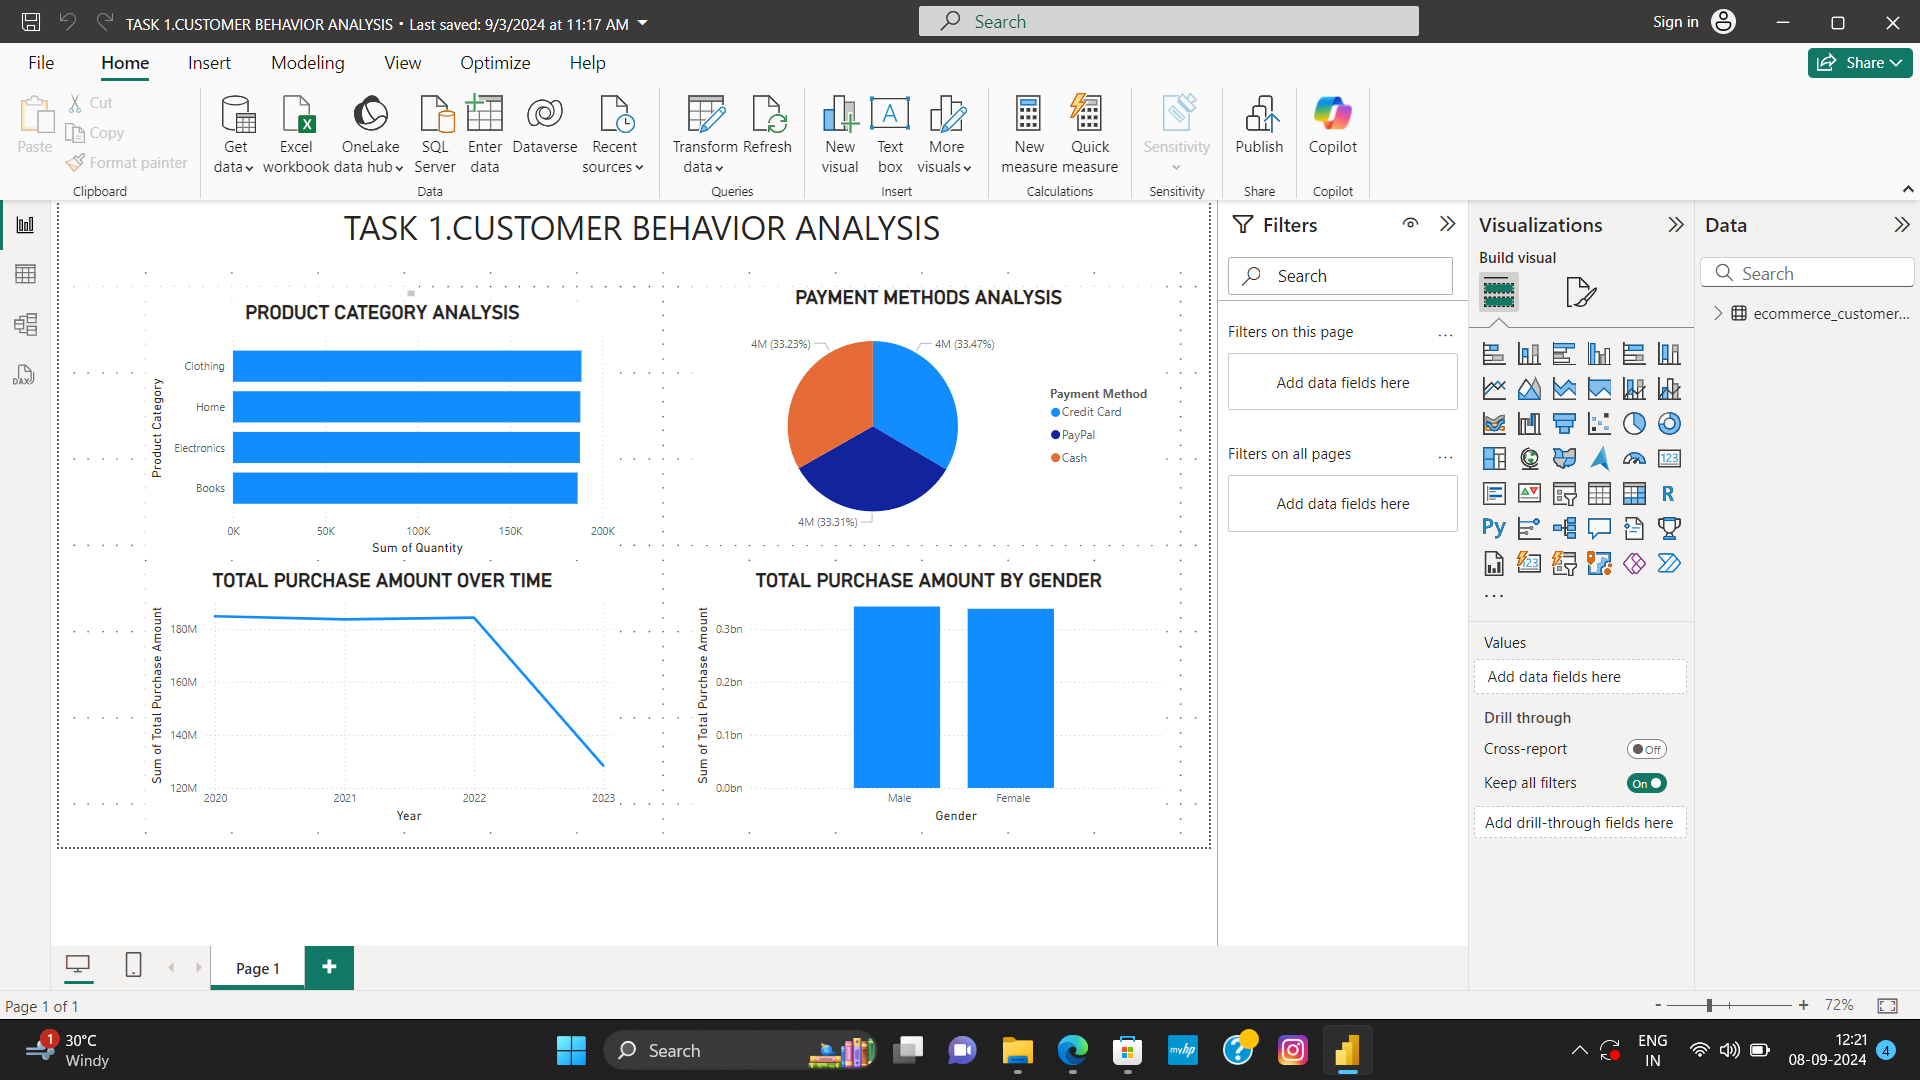 TASK 1.CUSTOMER BEHAVIOR ANALYSIS • Last saved: 9/3/2024 at 11:17 AM
Search
Sign in
File Home Insert Modeling View Optimize Help
Share
Paste
Cut
Copy
Format painter
Clipboard
Get data
Excel workbook
OneLake data hub
SQL Server
Enter data
Dataverse
Recent sources
Data
Transform data
Refresh
Queries
New visual
Text box
More visuals
Insert
New measure
Quick measure
Calculations
Sensitivity
Sensitivity
Publish
Share
Copilot
Copilot
TASK 1.CUSTOMER BEHAVIOR ANALYSIS
PRODUCT CATEGORY ANALYSIS
Product Category
Clothing
Home
Electronics
Books
0K 50K 100K 150K 200K
Sum of Quantity
PAYMENT METHODS ANALYSIS
4M (33.23%)
4M (33.47%)
4M (33.31%)
Payment Method
Credit Card
PayPal
Cash
TOTAL PURCHASE AMOUNT OVER TIME
Sum of Total Purchase Amount
180M
160M
140M
120M
2020 2021 2022 2023
Year
TOTAL PURCHASE AMOUNT BY GENDER
Sum of Total Purchase Amount
0.3bn
0.2bn
0.1bn
0.0bn
Male Female
Gender
Filters
Search
Filters on this page
...
Add data fields here
Filters on all pages
...
Add data fields here
Visualizations
Build visual
123
R
Py
123
...
Values
Add data fields here
Drill through
Cross-report
Off
Keep all filters
On
Add drill-through fields here
Data
Search
ecommerce_customer...
DAX
Page 1
+
Page 1 of 1
- + 72%
1
30°C
Windy
Search
myhp
ENG
IN
12:21
08-09-2024
4